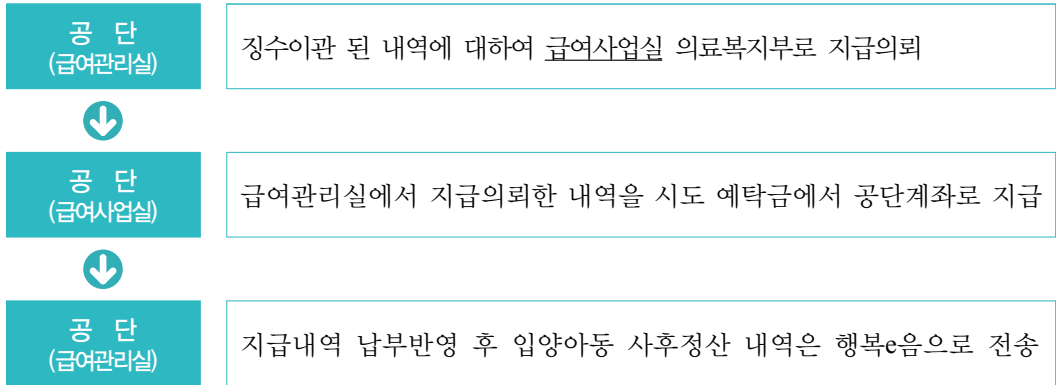 공 단
(급여관리실)
징수이관 된 내역에 대하여 급여사업실 의료복지부로 지급의뢰
공 단
(급여사업실)
급여관리실에서 지급의뢰한 내역을 시도 예탁금에서 공단계좌로 지급
공 단
(급여관리실)
지급내역 납부반영 후 입양아동 사후정산 내역은 행복e음으로 전송